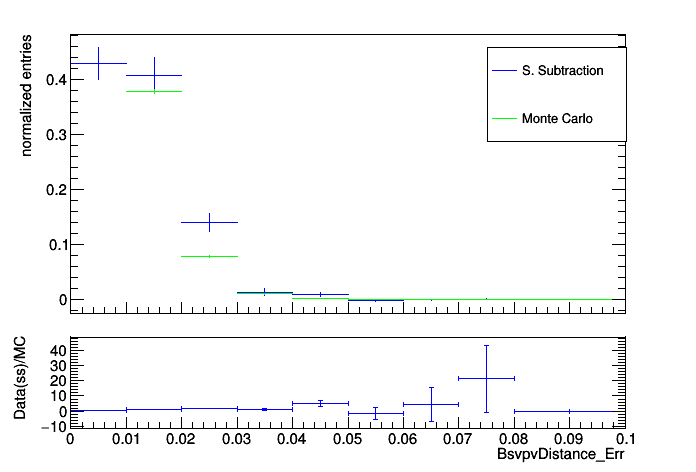 normalized entries
0.4
0.3
0.2
0.1
0
S. Subtraction
Monte Carlo
Data(ss)/MC
40
30
20
10
0
−10
0 0.01 0.02 0.03 0.04 0.05 0.06 0.07 0.08 0.09 0.1
BsvpvDistance_Err